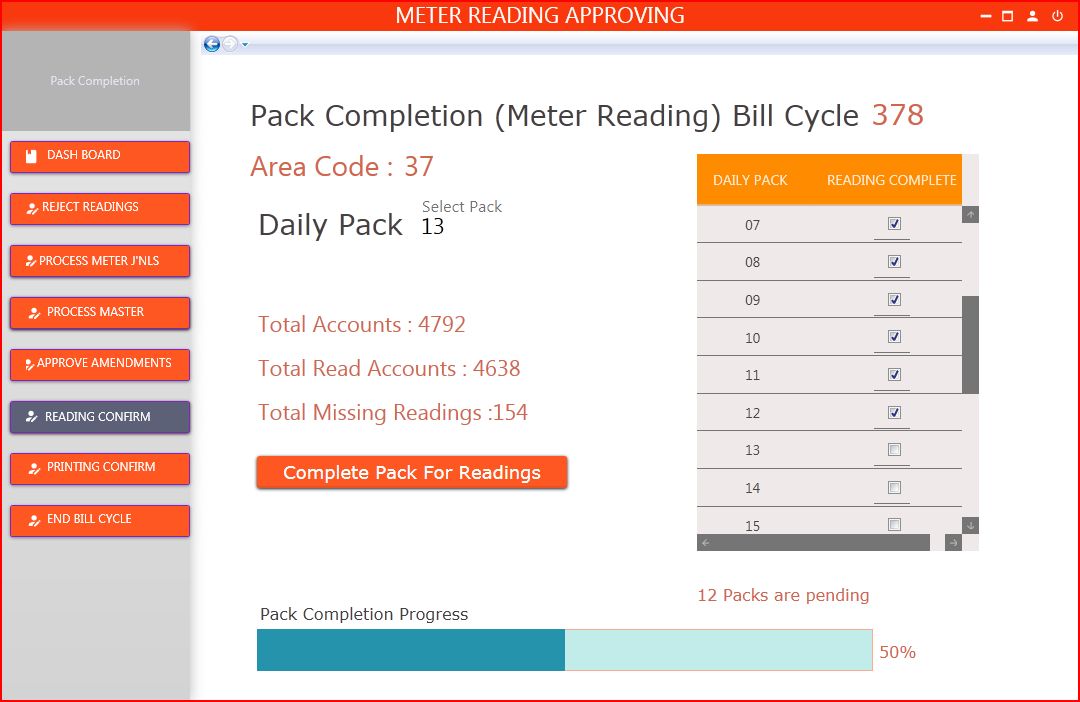 METER READING APPROVING
Pack Completion
DASH BOARD
REJECT READINGS
PROCESS METER J'NLS
PROCESS MASTER
APPROVE AMENDMENTS
READING CONFIRM
PRINTING CONFIRM
END BILL CYCLE
Pack Completion (Meter Reading) Bill Cycle 378
Area Code : 37
Select Pack
Daily Pack 13
Total Accounts : 4792
Total Read Accounts : 4638
Total Missing Readings :154
Complete Pack For Readings
DAILY PACK READING COMPLETE
07
08
09
10
11
12
13
14
15
12 Packs are pending
Pack Completion Progress
50%